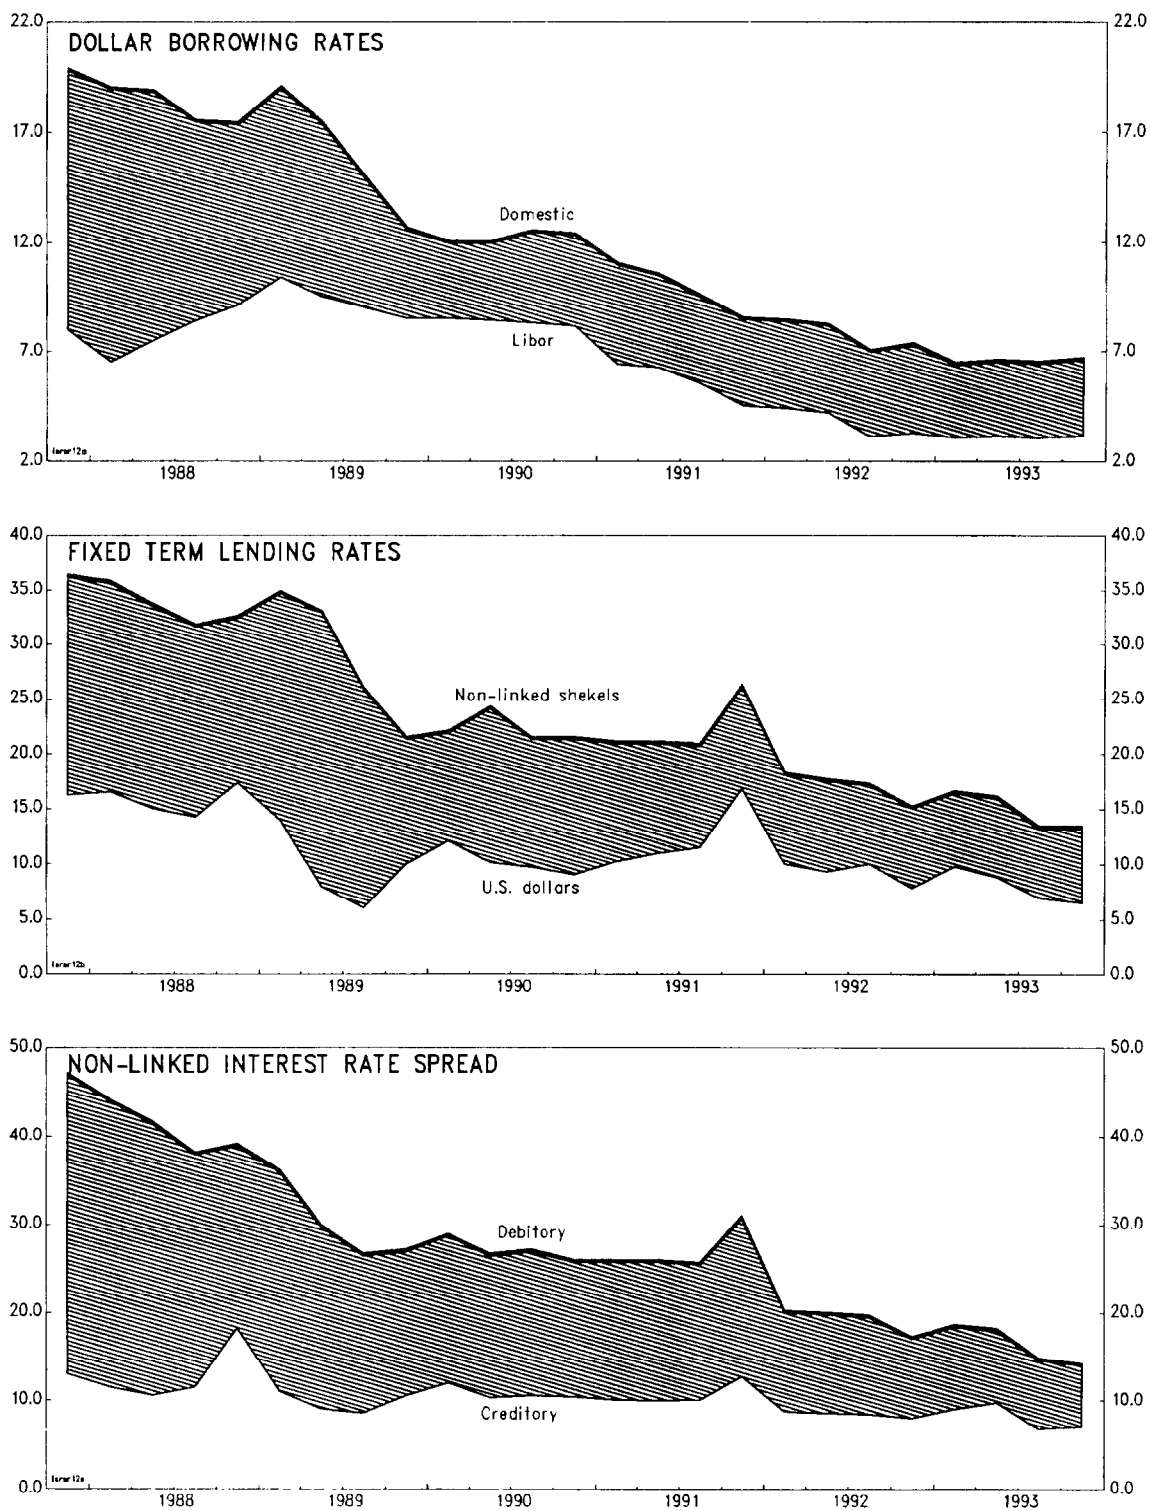 DOLLAR BORROWING RATES
22.0 22.0
17.0 17.0
12.0 12.0
7.0 7.0
2.0 2.0
Domestic
Libor
1988 1989 1990 1991 1992 1993
FIXED TERM LENDING RATES
40.0 40.0
35.0 35.0
30.0 30.0
25.0 25.0
20.0 20.0
15.0 15.0
10.0 10.0
5.0 5.0
0.0 0.0
Non-linked shekels
U.S. dollars
1988 1989 1990 1991 1992 1993
NON-LINKED INTEREST RATE SPREAD
50.0 50.0
40.0 40.0
30.0 30.0
20.0 20.0
10.0 10.0
0.0 0.0
Debitory
Creditory
1988 1989 1990 1991 1992 1993